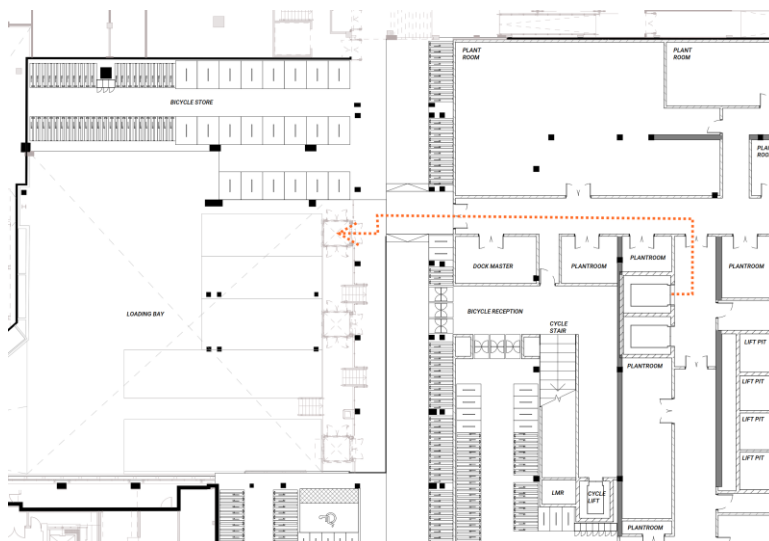 PLANT
ROOM
PLANT
ROOM
BICYCLE STORE
DOCK MASTER
PLANTROOM
PLANTROOM
PLANTROOM
LOADING BAY
BICYCLE RECEPTION
CYCLE
STAIR
LIFT PIT
PLANTROOM
LIFT PIT
LIFT PIT
LIFT PIT
LMR
CYCLE
LIFT
PLANTROOM